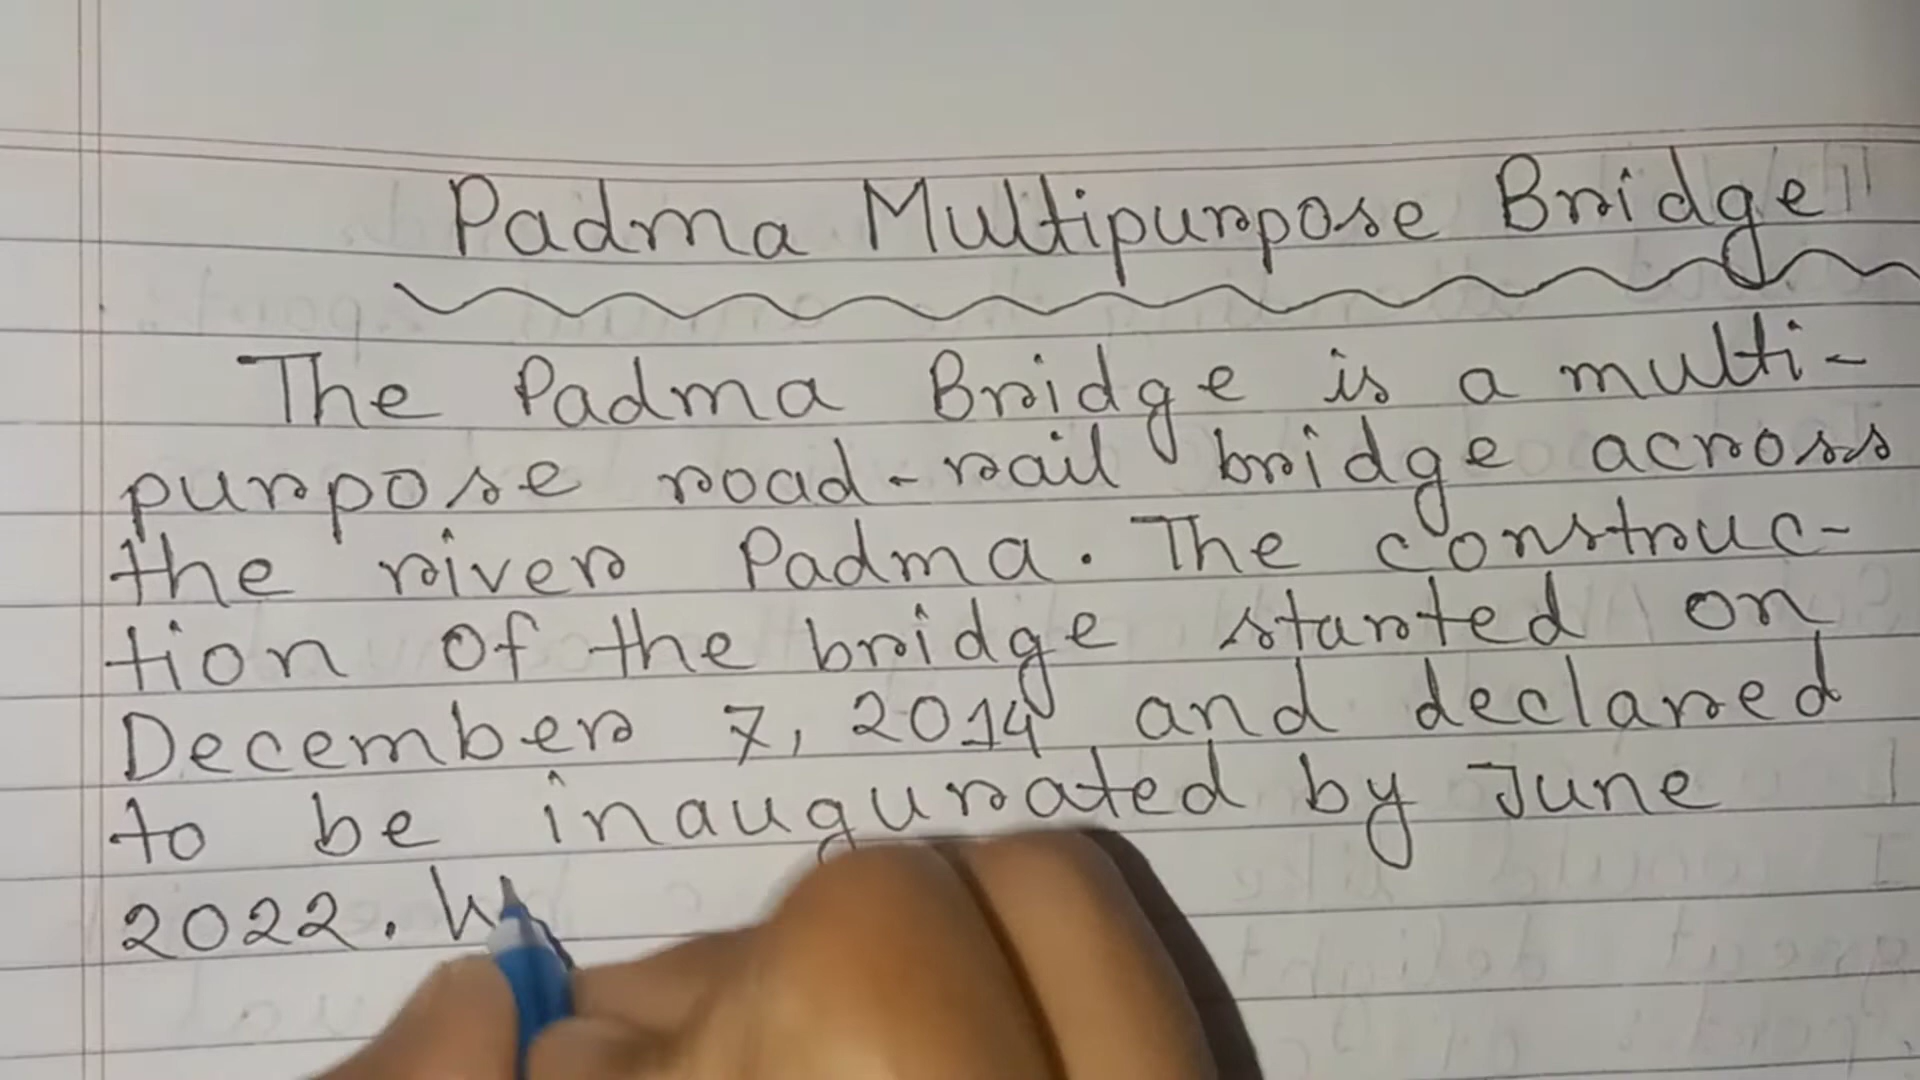 Padma Multipurpose Bridge
The Padma Bridge is a multi-
purpose road-rail bridge across
the river Padma. The construc-
tion of the bridge started on
December 7, 2014 and declared
to be inaugurated by June
2022.